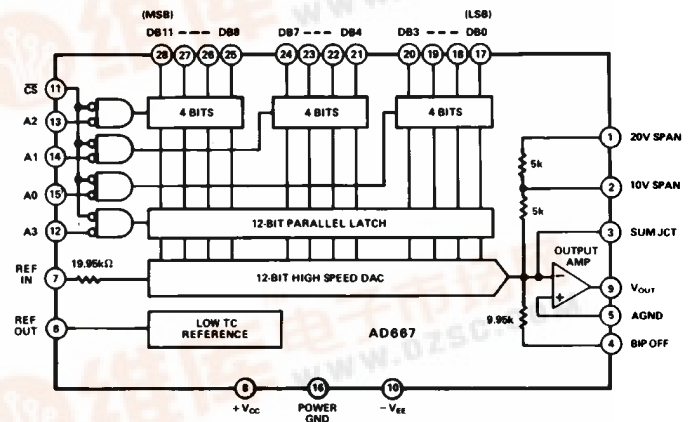 (MSB) (LSB)
DB11 DB8 DB7 DB4 DB3 DB0
28 27 26 25 24 23 22 21 20 19 18 17
CS 11
4 BITS 4 BITS 4 BITS
A2 13
1 20V SPAN
5k
A1 14
2 10V SPAN
A0 15
5k
12-BIT PARALLEL LATCH
3 SUM JCT
A3 12
OUTPUT
AMP
19.95kΩ
REF
IN
7
12-BIT HIGH SPEED DAC
9 VOUT
5 AGND
REF
OUT
6
LOW TC
REFERENCE
AD667
9.95k
4 BIP OFF
8 16 10
+VCC POWER
GND
-VEE
WWW.DZSC.COM